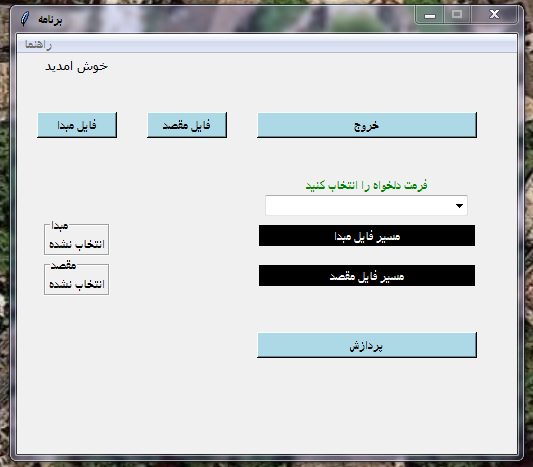 برنامه
راهنما
خوش امدید
فایل مبدا
فایل مقصد
خروج
فرمت دلخواه را انتخاب کنید
مبدا
انتخاب نشده
مسیر فایل مبدا
مقصد
انتخاب نشده
مسیر فایل مقصد
پردازش